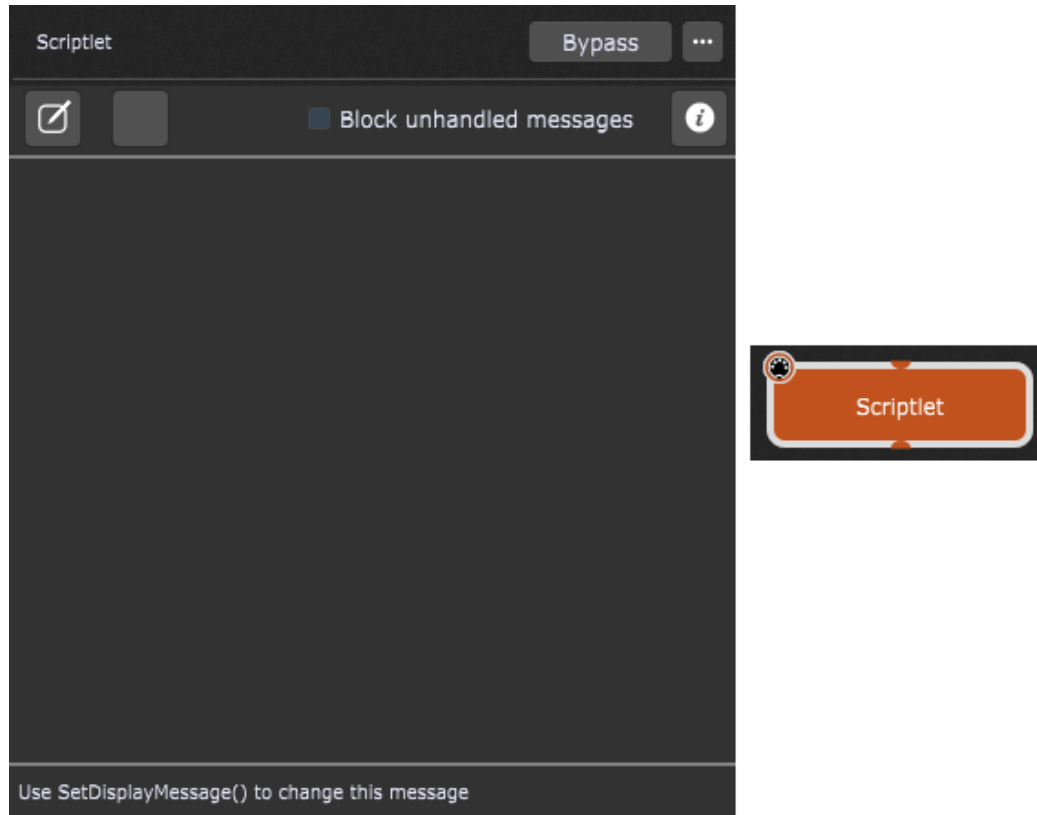 Scriptlet
Bypass
Block unhandled messages
Scriptlet
Use SetDisplayMessage() to change this message